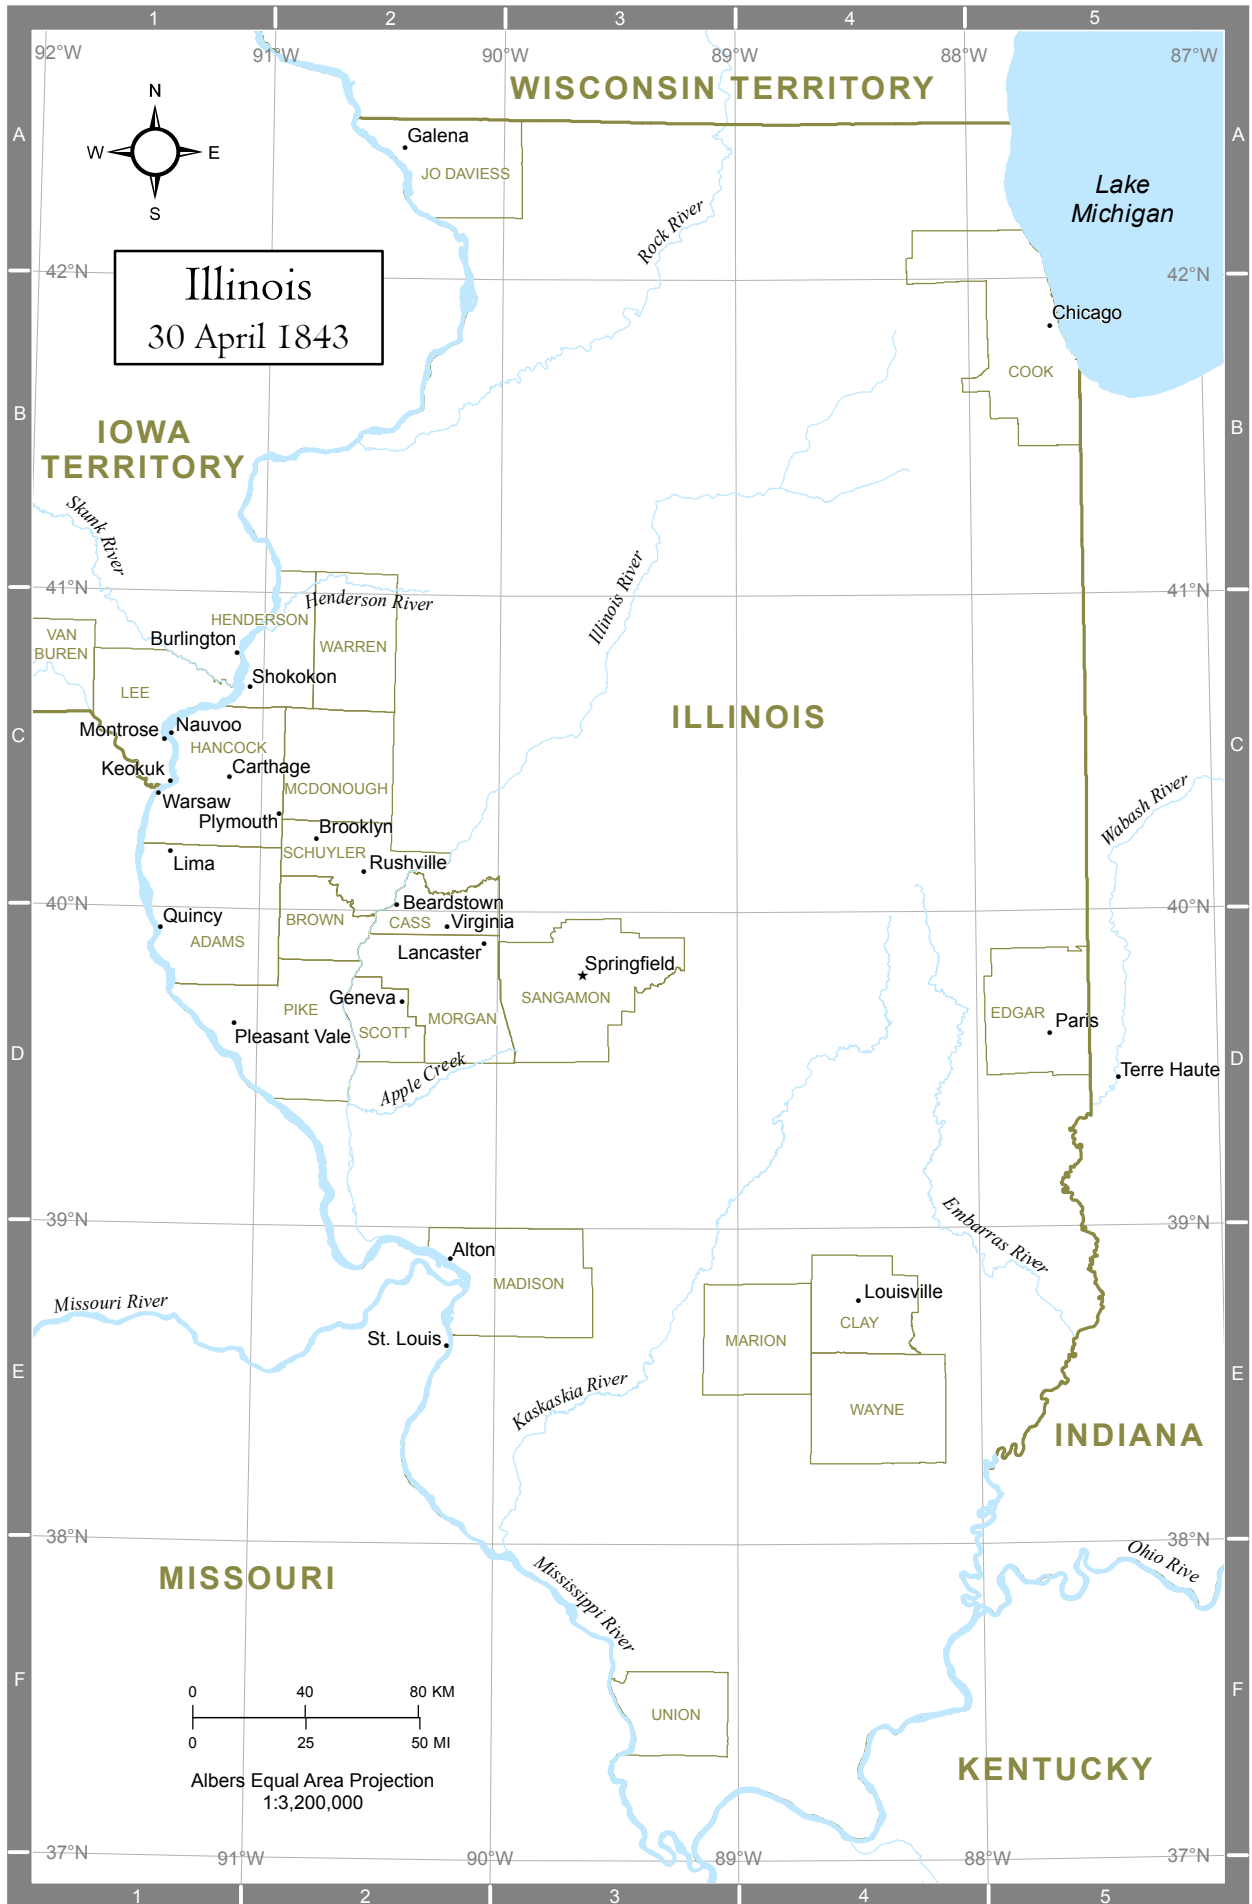 1 2 3 4 5
92°W 91°W 90°W 89°W 88°W 87°W
WISCONSIN TERRITORY
N
W E
S
A A
Galena
JO DAVIESS
Lake
Michigan
Rock River
42°N 42°N
Illinois
30 April 1843
Chicago
COOK
B B
IOWA
TERRITORY
Skunk River
Illinois River
41°N 41°N
Henderson River
HENDERSON
VAN
BUREN
Burlington
WARREN
Shokokon
LEE
ILLINOIS
Montrose Nauvoo
HANCOCK
C C
Keokuk Carthage
MCDONOUGH
Warsaw
Plymouth
Brooklyn
SCHUYLER
Lima
Rushville
Wabash River
40°N 40°N
Quincy
BROWN
Beardstown
CASS Virginia
ADAMS
Lancaster
Springfield
SANGAMON
Geneva
PIKE
MORGAN
SCOTT
Pleasant Vale
EDGAR
Paris
D D
Apple Creek
Terre Haute
39°N 39°N
Embarras River
Alton
MADISON
Louisville
Missouri River
CLAY
MARION
St. Louis
E E
Kaskaskia River
WAYNE
INDIANA
38°N 38°N
MISSOURI
Mississippi River
Ohio Rive
F F
0 40 80 KM
0 25 50 MI
UNION
Albers Equal Area Projection
1:3,200,000
KENTUCKY
37°N 37°N
91°W 90°W 89°W 88°W
1 2 3 4 5